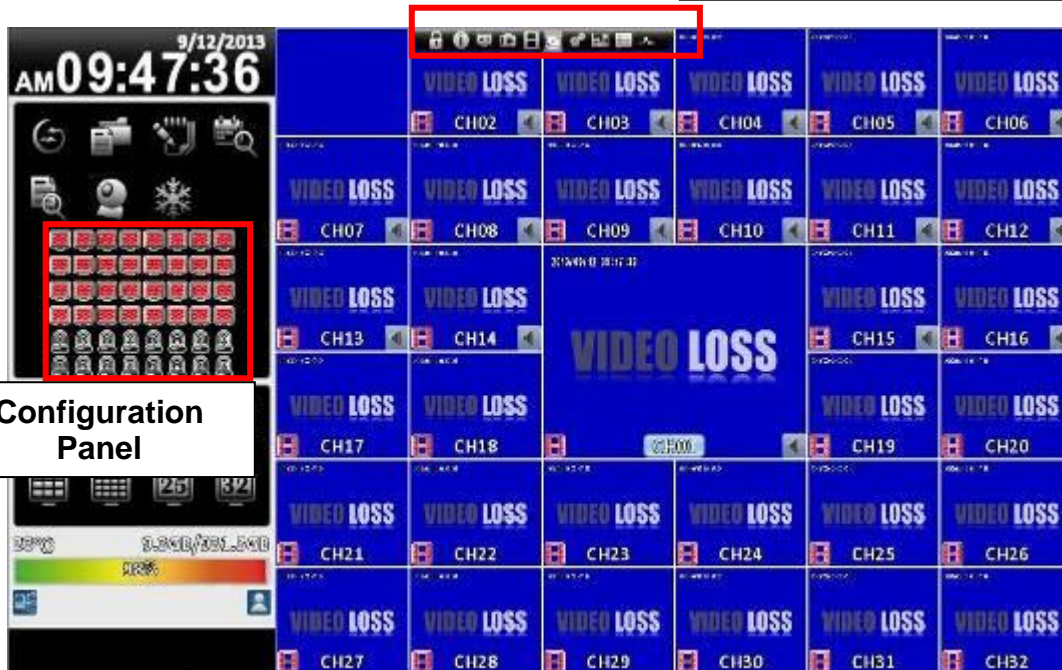 9/12/2013
AM 09:47:36
Configuration
Panel
25
32
VIDEO LOSS
CH02
VIDEO LOSS
CH03
VIDEO LOSS
CH04
VIDEO LOSS
CH05
VIDEO LOSS
CH06
VIDEO LOSS
CH07
VIDEO LOSS
CH08
VIDEO LOSS
CH09
VIDEO LOSS
CH10
VIDEO LOSS
CH11
VIDEO LOSS
CH12
VIDEO LOSS
CH13
VIDEO LOSS
CH14
VIDEO LOSS
VIDEO LOSS
CH15
VIDEO LOSS
CH16
VIDEO LOSS
CH17
VIDEO LOSS
CH18
VIDEO LOSS
CH19
VIDEO LOSS
CH20
VIDEO LOSS
CH21
VIDEO LOSS
CH22
VIDEO LOSS
CH23
VIDEO LOSS
CH24
VIDEO LOSS
CH25
VIDEO LOSS
CH26
VIDEO LOSS
CH27
VIDEO LOSS
CH28
VIDEO LOSS
CH29
VIDEO LOSS
CH30
VIDEO LOSS
CH31
VIDEO LOSS
CH32